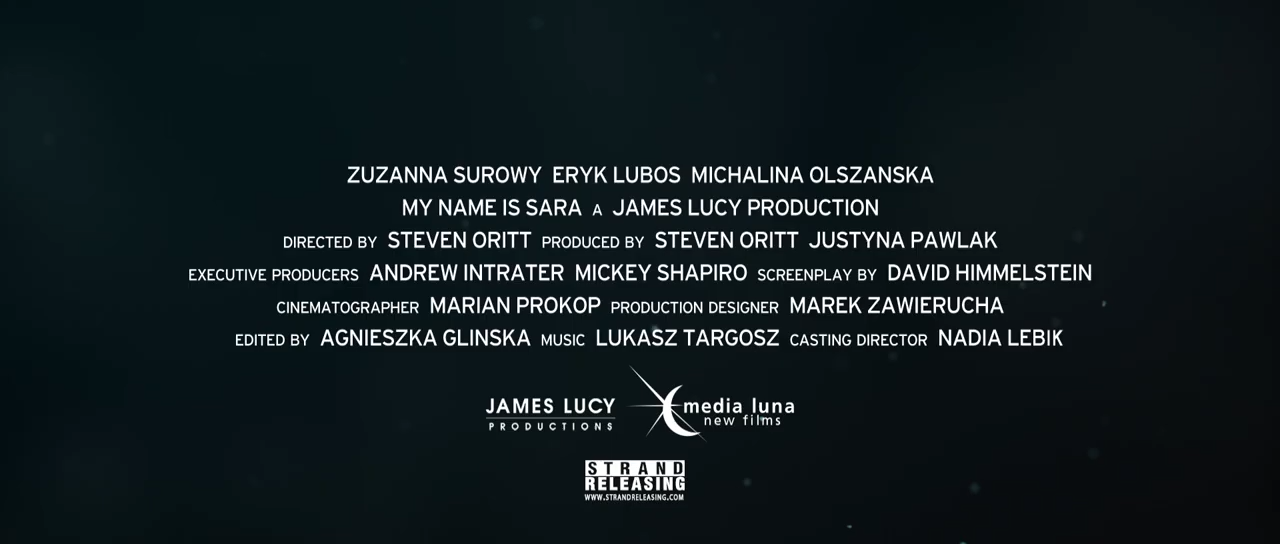 ZUZANNA SUROWY ERYK LUBOS MICHALINA OLSZANSKA
MY NAME IS SARA A JAMES LUCY PRODUCTION
DIRECTED BY STEVEN ORITT PRODUCED BY STEVEN ORITT JUSTYNA PAWLAK
EXECUTIVE PRODUCERS ANDREW INTRATER MICKEY SHAPIRO SCREENPLAY BY DAVID HIMMELSTEIN
CINEMATOGRAPHER MARIAN PROKOP PRODUCTION DESIGNER MAREK ZAWIERUCHA
EDITED BY AGNIESZKA GLINSKA MUSIC LUKASZ TARGOSZ CASTING DIRECTOR NADIA LEBIK
JAMES LUCY
PRODUCTIONS
media luna
new films
STRAND
RELEASING
WWW.STRANDRELEASING.COM